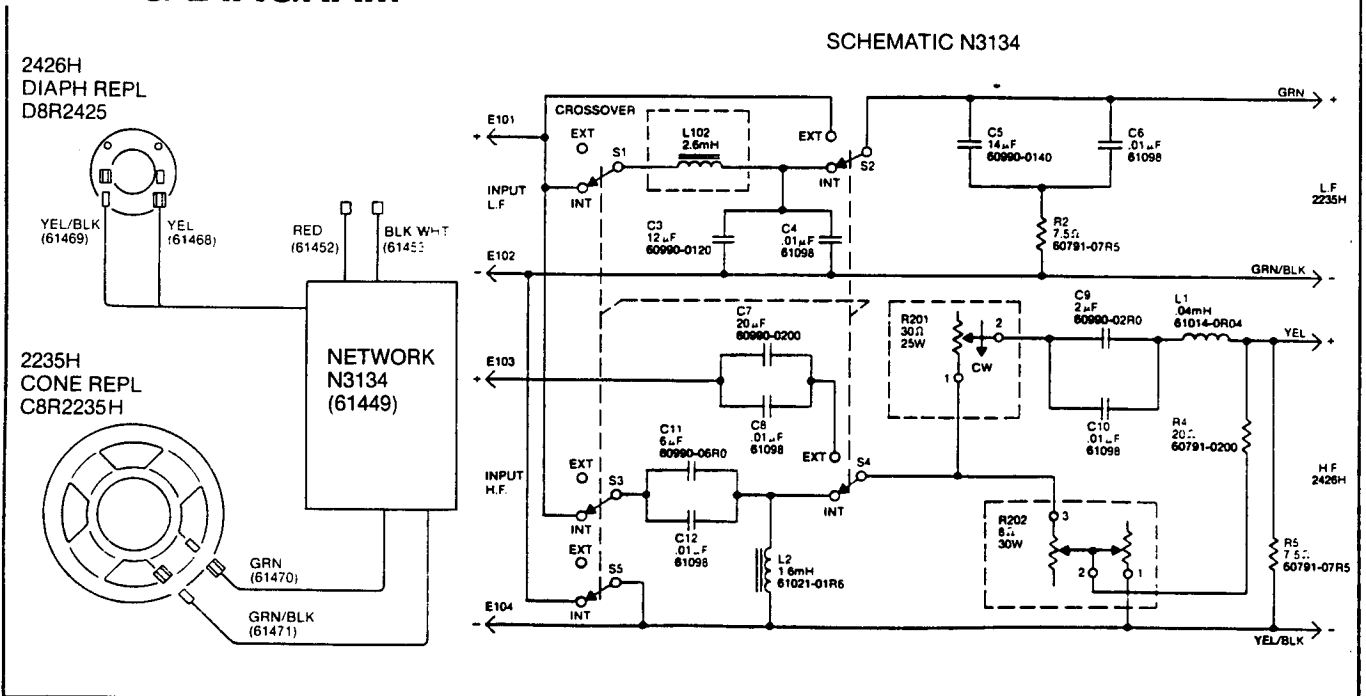 SCHEMATIC N3134
2426H
DIAPH REPL
D8R2425
YEL/BLK
(61469)
YEL
(61468)
RED
(61452)
BLK WHT
NETWORK
N3134
(61449)
2235H
CONE REPL
C8R2235H
GRN
(61470)
GRN/BLK
(61471)
CROSSOVER
+ E101
EXT
INT
S1
L102
2.6mH
EXT
INT
S2
INPUT
L.F
C3
12µF
60990-0120
C4
.01µF
61098
C5
14µF
60990-0140
C6
.01µF
61098
R2
7.5Ω
60791-07R5
GRN +
L.F
2235H
- E102
GRN/BLK -
C7
20µF
60990-0200
+ E103
C8
.01µF
61098
EXT
INT
S4
R201
30Ω
25W
2
CW
1
C9
2µF
60990-02R0
L1
.04mH
61014-0R04
YEL +
C10
.01µF
61098
R4
20Ω
60791-0200
INPUT
H.F.
EXT
INT
S3
C11
6µF
60990-06R0
C12
.01µF
61098
EXT
INT
S5
L2
1.6mH
61021-01R6
R202
8Ω
30W
3
2
1
R5
7.5Ω
60791-07R5
H F
2426H
- E104
YEL/BLK -